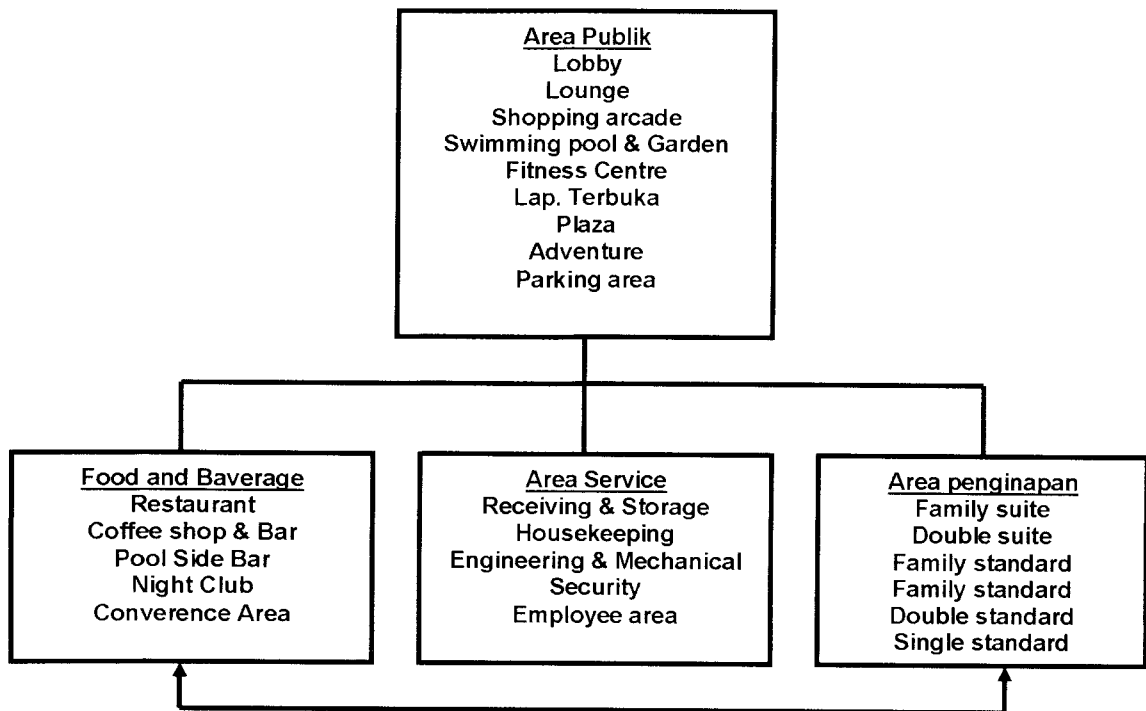 Area Publik
Lobby
Lounge
Shopping arcade
Swimming pool & Garden
Fitness Centre
Lap. Terbuka
Plaza
Adventure
Parking area
Food and Baverage
Restaurant
Coffee shop & Bar
Pool Side Bar
Night Club
Converence Area
Area Service
Receiving & Storage
Housekeeping
Engineering & Mechanical
Security
Employee area
Area penginapan
Family suite
Double suite
Family standard
Family standard
Double standard
Single standard